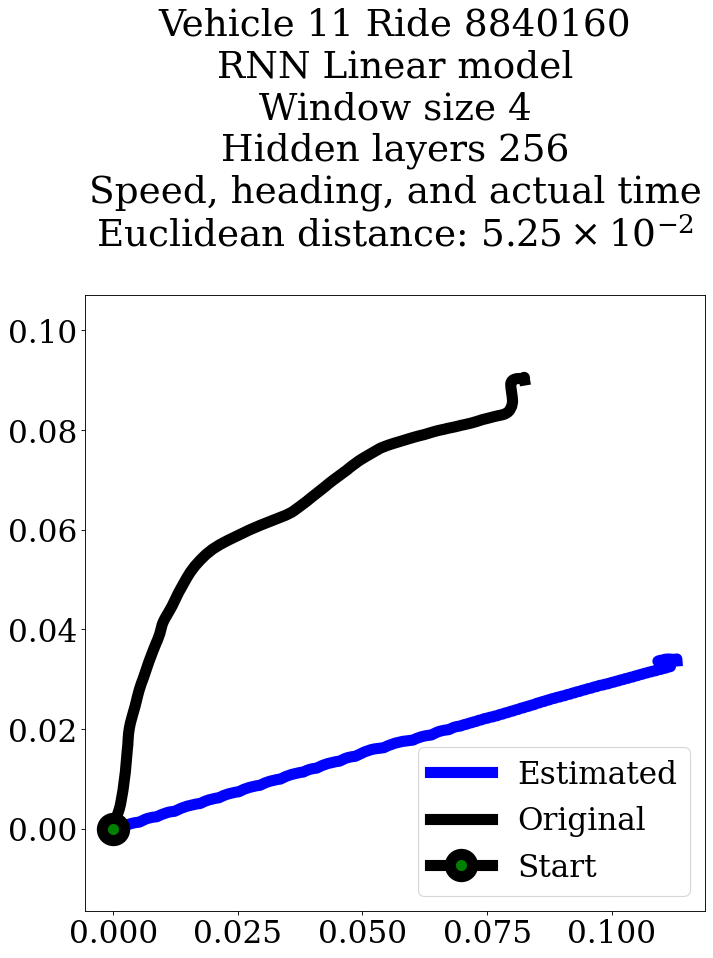 Vehicle 11 Ride 8840160
RNN Linear model
Window size 4
Hidden layers 256
Speed, heading, and actual time
Euclidean distance: 5.25 × 10⁻²
0.10
0.08
0.06
0.04
0.02
0.00
Estimated
Original
Start
0.000 0.025 0.050 0.075 0.100